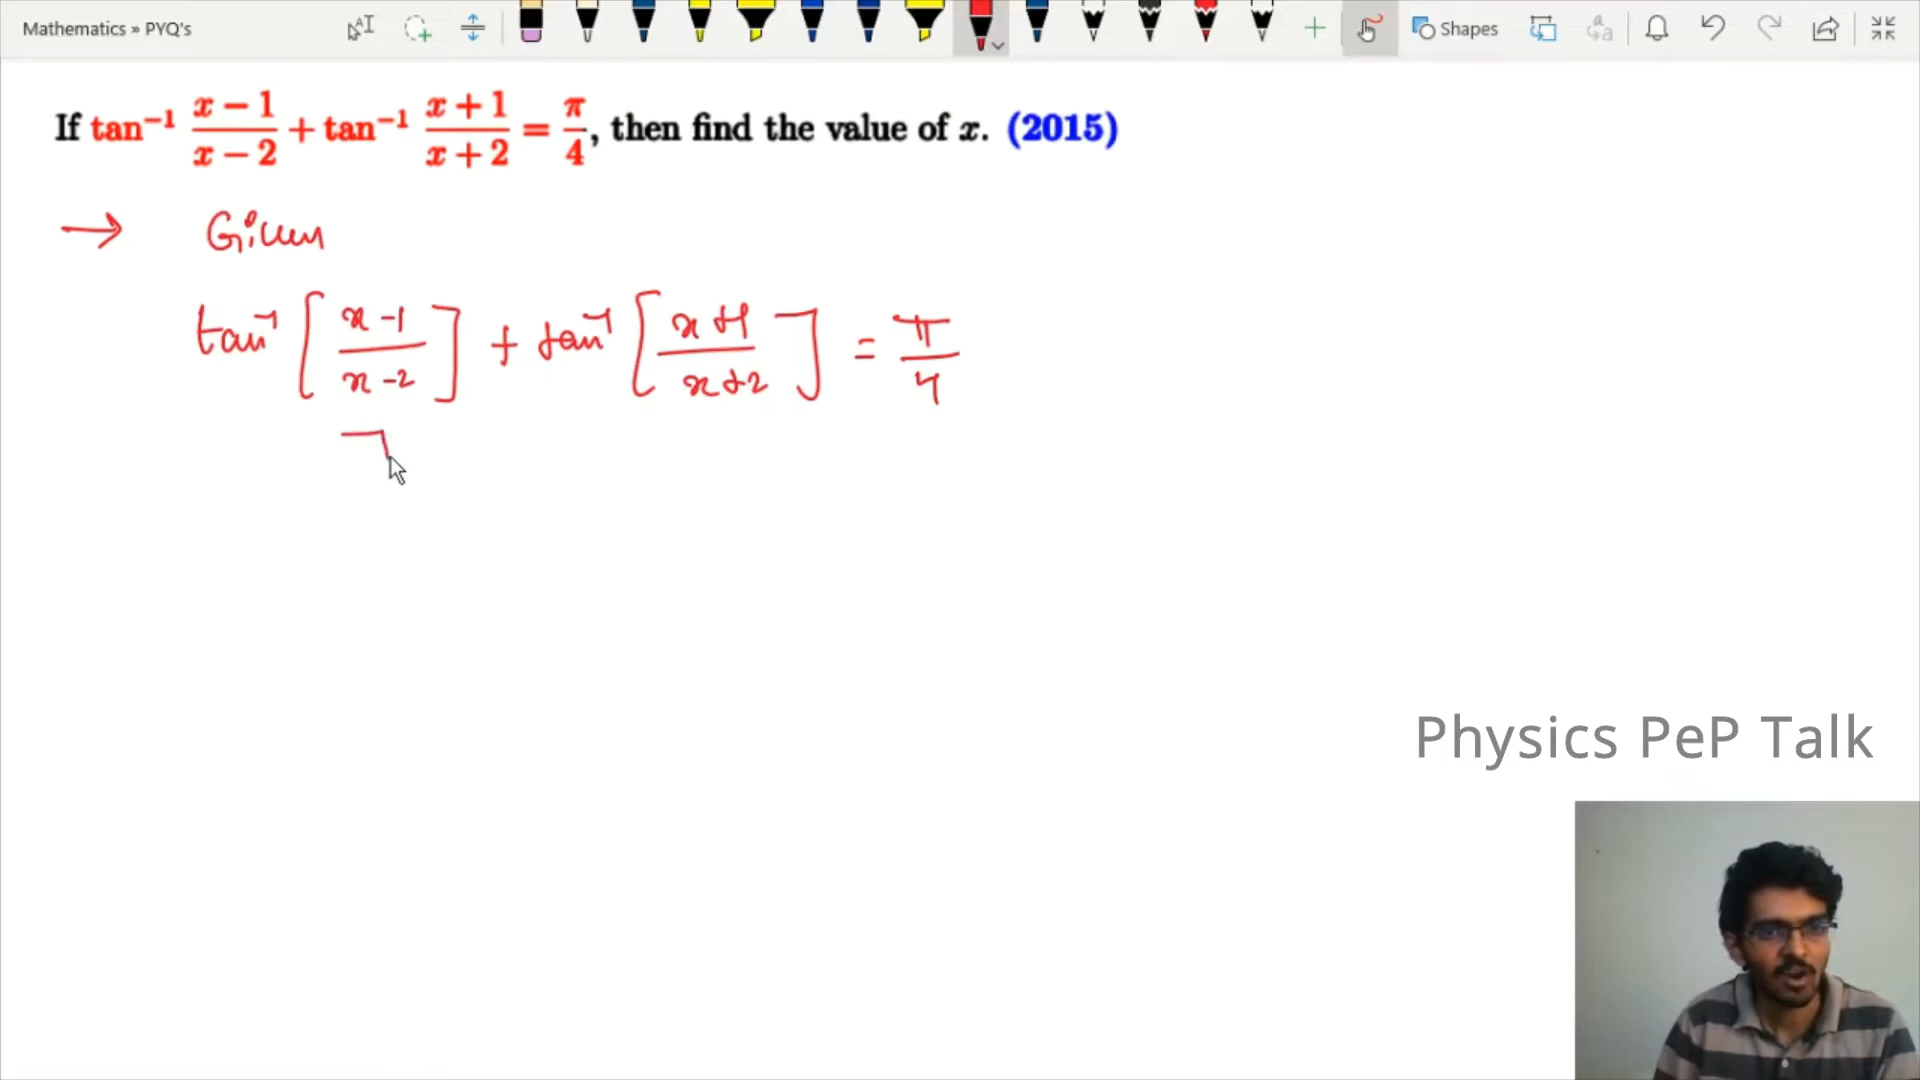 Mathematics » PYQ's
Shapes
If tan⁻¹ (x − 1)/(x − 2) + tan⁻¹ (x + 1)/(x + 2) = π/4, then find the value of x. (2015)
→ Given
tan⁻¹ [(x − 1)/(x − 2)] + tan⁻¹ [(x + 1)/(x + 2)] = π/4
Physics PeP Talk